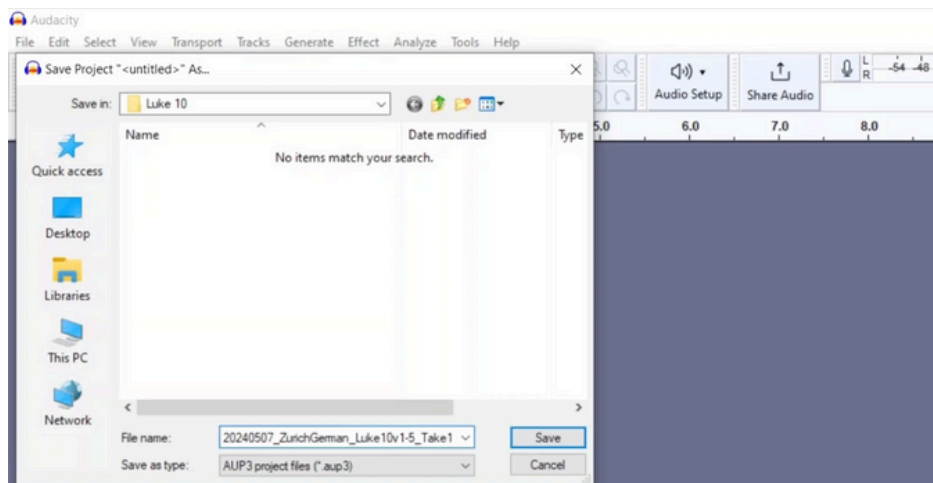 Audacity
File Edit Select View Transport Tracks Generate Effect Analyze Tools Help
Save Project "<untitled>" As...
Save in: Luke 10
Audio Setup
Share Audio
L
R
-54 -48
5.0 6.0 7.0 8.0
Name Date modified Type
No items match your search.
Quick access
Desktop
Libraries
This PC
Network
File name: 20240507_ZurichGerman_Luke10v1-5_Take1 Save
Save as type: AUP3 project files (*.aup3) Cancel